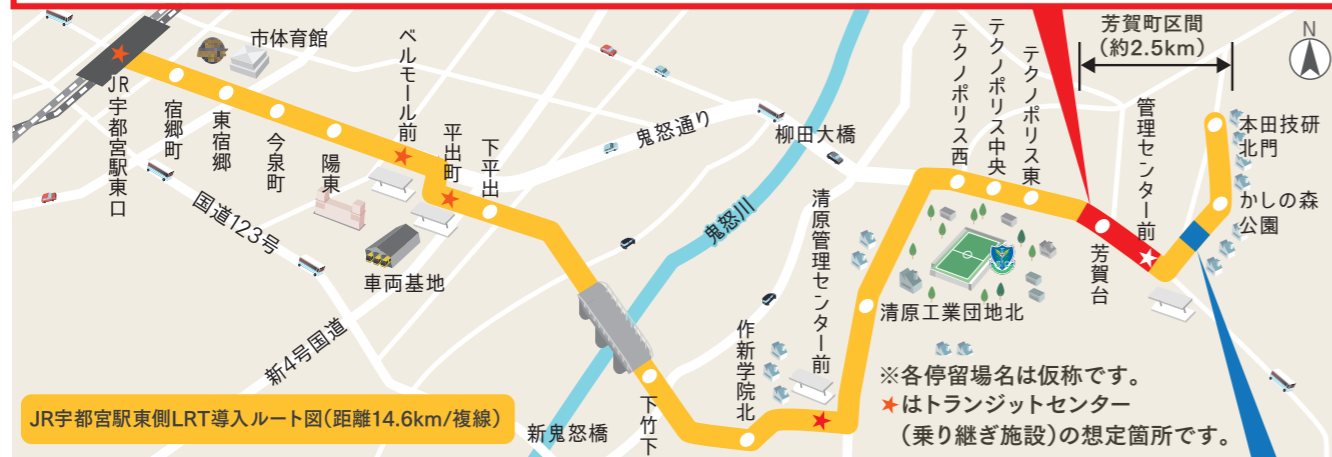 芳賀町区間
(約2.5km)
N
市体育館
JR宇都宮駅東口
宿郷町
東宿郷
今泉町
陽東
ベルモール前
平出町
下平出
鬼怒通り
柳田大橋
テクノポリス西
テクノポリス中央
テクノポリス東
管理センター前
本田技研
北門
かしの森
公園
芳賀台
国道123号
車両基地
鬼怒川
清原管理センター前
清原工業団地北
新4号国道
作新学院北
下竹下
新鬼怒橋
JR宇都宮駅東側LRT導入ルート図(距離14.6km/複線)
※各停留場名は仮称です。
★はトランジットセンター
(乗り継ぎ施設)の想定箇所です。